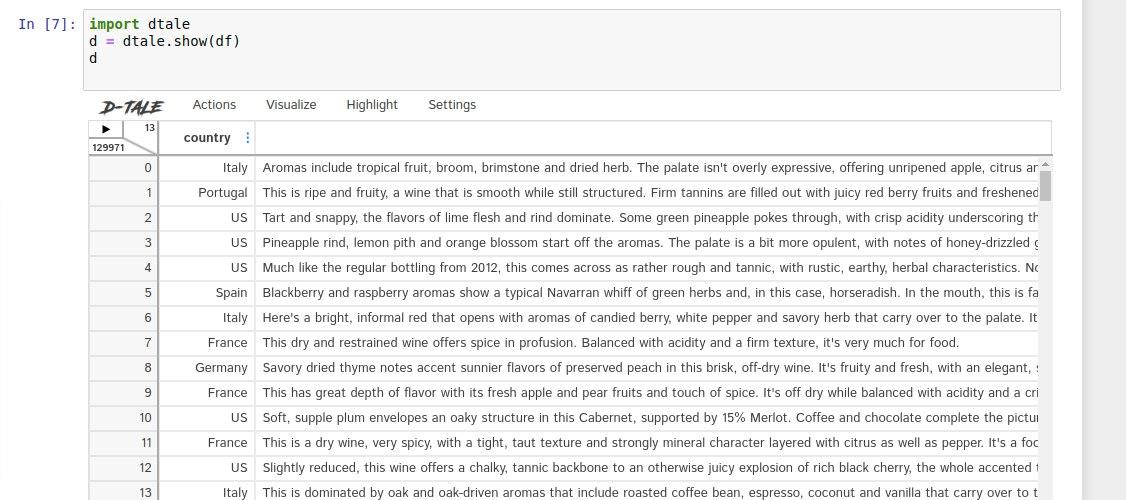 In [7]:
import dtale
d = dtale.show(df)
d
D-TALE Actions Visualize Highlight Settings
13
129971
country
0 Italy Aromas include tropical fruit, broom, brimstone and dried herb. The palate isn't overly expressive, offering unripened apple, citrus ar
1 Portugal This is ripe and fruity, a wine that is smooth while still structured. Firm tannins are filled out with juicy red berry fruits and freshened
2 US Tart and snappy, the flavors of lime flesh and rind dominate. Some green pineapple pokes through, with crisp acidity underscoring th
3 US Pineapple rind, lemon pith and orange blossom start off the aromas. The palate is a bit more opulent, with notes of honey-drizzled g
4 US Much like the regular bottling from 2012, this comes across as rather rough and tannic, with rustic, earthy, herbal characteristics. No
5 Spain Blackberry and raspberry aromas show a typical Navarran whiff of green herbs and, in this case, horseradish. In the mouth, this is fa
6 Italy Here's a bright, informal red that opens with aromas of candied berry, white pepper and savory herb that carry over to the palate. It
7 France This dry and restrained wine offers spice in profusion. Balanced with acidity and a firm texture, it's very much for food.
8 Germany Savory dried thyme notes accent sunnier flavors of preserved peach in this brisk, off-dry wine. It's fruity and fresh, with an elegant,
9 France This has great depth of flavor with its fresh apple and pear fruits and touch of spice. It's off dry while balanced with acidity and a cri
10 US Soft, supple plum envelopes an oaky structure in this Cabernet, supported by 15% Merlot. Coffee and chocolate complete the pictur
11 France This is a dry wine, very spicy, with a tight, taut texture and strongly mineral character layered with citrus as well as pepper. It's a foo
12 US Slightly reduced, this wine offers a chalky, tannic backbone to an otherwise juicy explosion of rich black cherry, the whole accented t
13 Italy This is dominated by oak and oak-driven aromas that include roasted coffee bean, espresso, coconut and vanilla that carry over to t